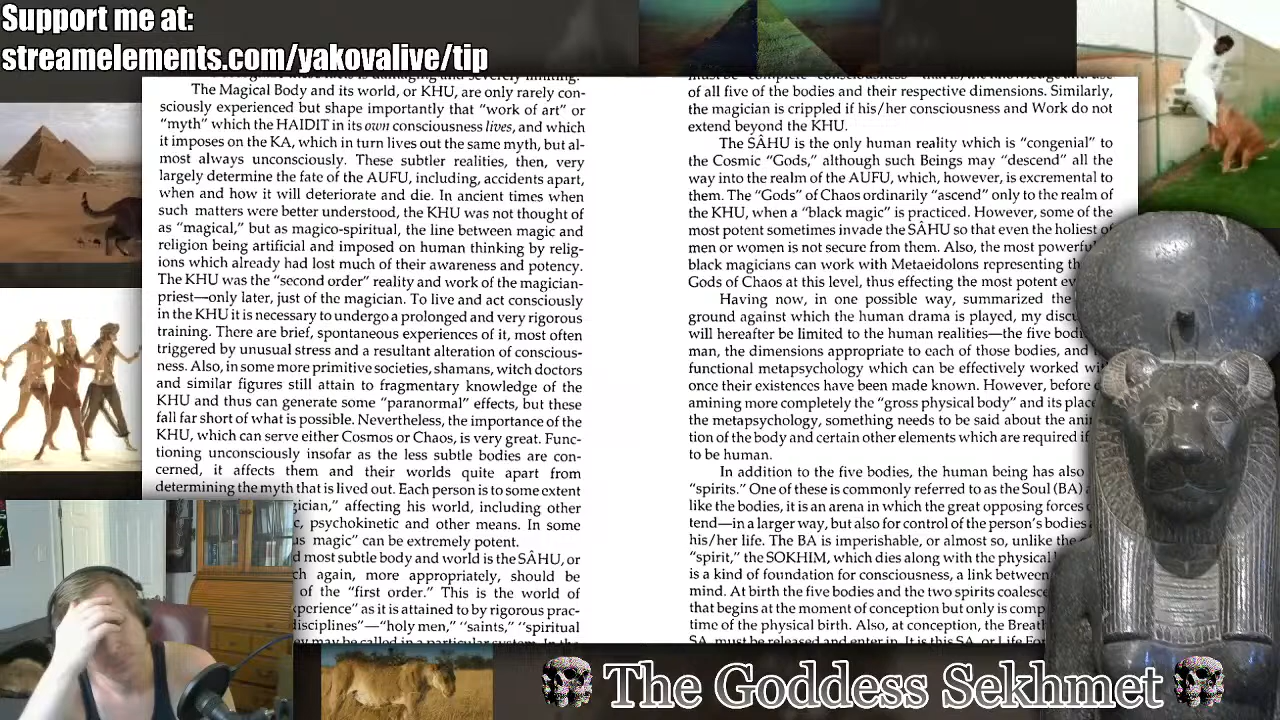 Support me at:
streamelements.com/yakovalive/tip
The Magical Body and its world, or KHU, are only rarely con-
sciously experienced but shape importantly that “work of art” or
“myth” which the HAIDIT in its own consciousness lives, and which
it imposes on the KA, which in turn lives out the same myth, but al-
most always unconsciously. These subtler realities, then, very
largely determine the fate of the AUFU, including, accidents apart,
when and how it will deteriorate and die. In ancient times when
such matters were better understood, the KHU was not thought of
as “magical,” but as magico-spiritual, the line between magic and
religion being artificial and imposed on human thinking by relig-
ions which already had lost much of their awareness and potency.
The KHU was the “second order” reality and work of the magician-
priest—only later, just of the magician. To live and act consciously
in the KHU it is necessary to undergo a prolonged and very rigorous
training. There are brief, spontaneous experiences of it, most often
triggered by unusual stress and a resultant alteration of conscious-
ness. Also, in some more primitive societies, shamans, witch doctors
and similar figures still attain to fragmentary knowledge of the
KHU and thus can generate some “paranormal” effects, but these
fall far short of what is possible. Nevertheless, the importance of the
KHU, which can serve either Cosmos or Chaos, is very great. Func-
tioning unconsciously insofar as the less subtle bodies are con-
cerned, it affects them and their worlds quite apart from
determining the myth that is lived out. Each person is to some extent
gician,” affecting his world, including other
c, psychokinetic and other means. In some
us magic” can be extremely potent.
d most subtle body and world is the SÂHU, or
ch again, more appropriately, should be
of the “first order.” This is the world of
xperience” as it is attained to by rigorous prac-
disciplines”—“holy men,” “saints,” “spiritual
ey may be called in a particular system. In the
must be “complete consciousness”
of all five of the bodies and their respective dimensions. Similarly,
the magician is crippled if his/her consciousness and Work do not
extend beyond the KHU.
The SÂHU is the only human reality which is “congenial” to
the Cosmic “Gods,” although such Beings may “descend” all the
way into the realm of the AUFU, which, however, is excremental to
them. The “Gods” of Chaos ordinarily “ascend” only to the realm of
the KHU, when a “black magic” is practiced. However, some of the
most potent sometimes invade the SÂHU so that even the holiest of
men or women is not secure from them. Also, the most powerfu
black magicians can work with Metaeidolons representing th
Gods of Chaos at this level, thus effecting the most potent ev
Having now, in one possible way, summarized the
ground against which the human drama is played, my discu
will hereafter be limited to the human realities—the five bodi
man, the dimensions appropriate to each of those bodies, and
functional metapsychology which can be effectively worked wi
once their existences have been made known. However, before
amining more completely the “gross physical body” and its plac
the metapsychology, something needs to be said about the ani
tion of the body and certain other elements which are required if
to be human.
In addition to the five bodies, the human being has also
“spirits.” One of these is commonly referred to as the Soul (BA)
like the bodies, it is an arena in which the great opposing forces
tend—in a larger way, but also for control of the person’s bodies
his/her life. The BA is imperishable, or almost so, unlike the
“spirit,” the SOKHIM, which dies along with the physical
is a kind of foundation for consciousness, a link between
mind. At birth the five bodies and the two spirits coalesce
that begins at the moment of conception but only is comp
time of the physical birth. Also, at conception, the Breath
SA, must be released and enter in. It is this SA, or Life For
The Goddess Sekhmet